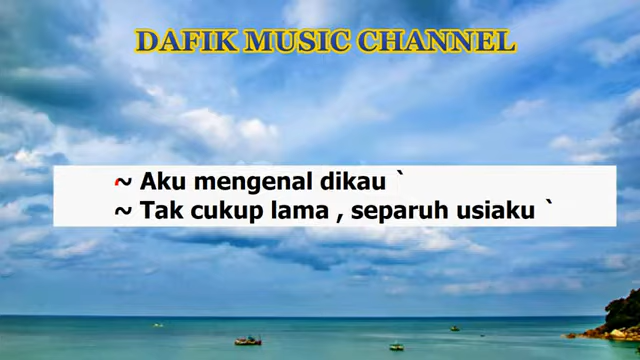 DAFIK MUSIC CHANNEL
~ Aku mengenal dikau `
~ Tak cukup lama , separuh usiaku `